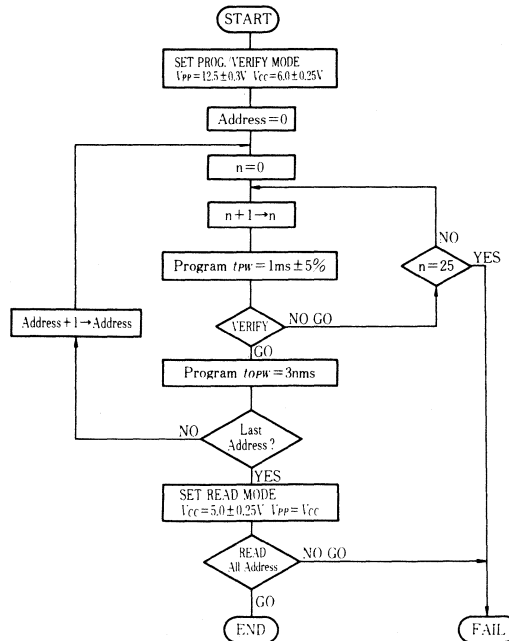 START
SET PROG./VERIFY MODE
VPP=12.5±0.3V VCC=6.0±0.25V
Address=0
n=0
n+1→n
NO
YES
Program tPW=1ms±5%
n=25
Address+1→Address
VERIFY
NO GO
GO
Program tOPW=3nms
NO
Last
Address?
YES
SET READ MODE
VCC=5.0±0.25V VPP=VCC
READ
All Address
NO GO
GO
END
FAIL